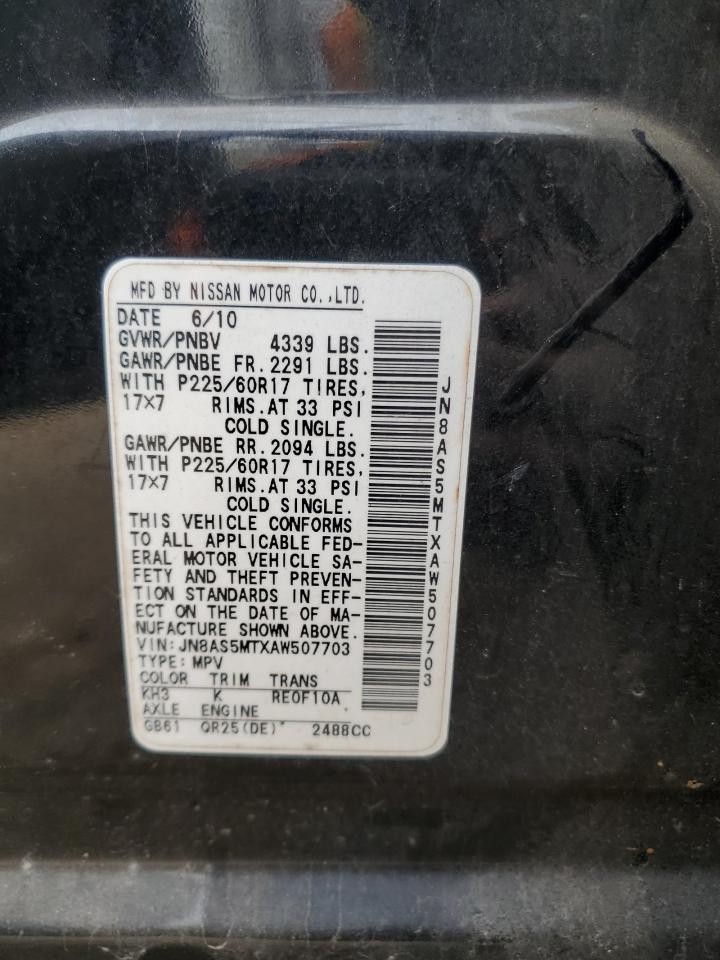 MFD BY NISSAN MOTOR CO.,LTD.
DATE 6/10
GVWR/PNBV 4339 LBS.
GAWR/PNBE FR. 2291 LBS.
WITH P225/60R17 TIRES,
17X7 RIMS.AT 33 PSI
COLD SINGLE.
GAWR/PNBE RR. 2094 LBS.
WITH P225/60R17 TIRES,
17X7 RIMS.AT 33 PSI
COLD SINGLE.
THIS VEHICLE CONFORMS
TO ALL APPLICABLE FED-
ERAL MOTOR VEHICLE SA-
FETY AND THEFT PREVEN-
TION STANDARDS IN EFF-
ECT ON THE DATE OF MA-
NUFACTURE SHOWN ABOVE.
VIN:JN8AS5MTXAW507703
TYPE: MPV
COLOR TRIM TRANS
KH3 K RE0F10A
AXLE ENGINE
GB61 QR25(DE)* 2488CC
JN8AS5MTXAW507703